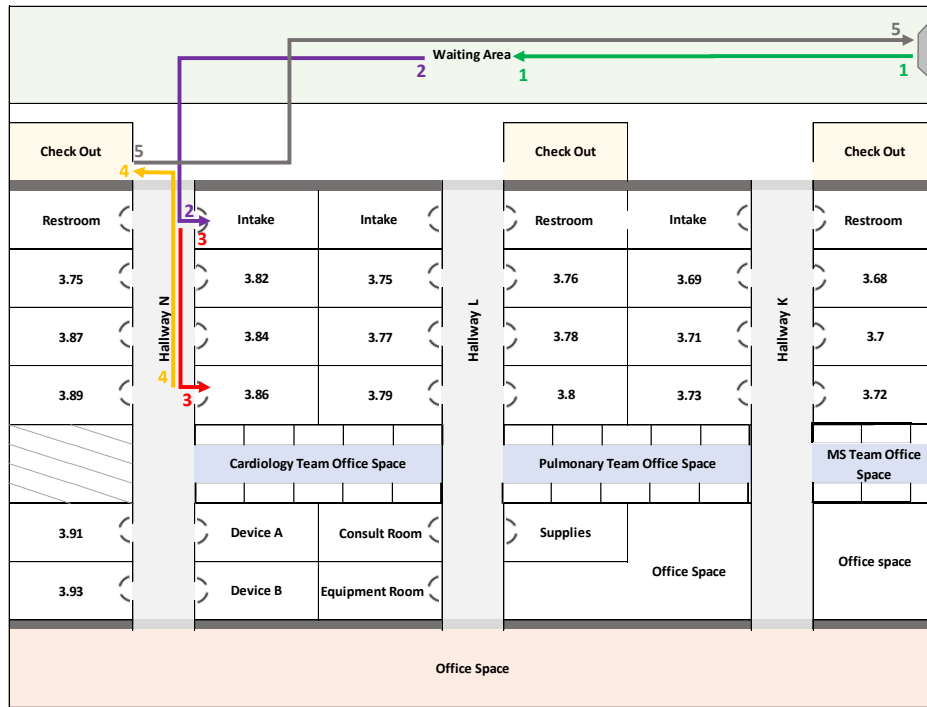 5
Waiting Area
2
1
1
Check Out
5
4
Check Out
Check Out
Restroom
2
3
Intake
Intake
Restroom
Intake
Restroom
3.75
3.82
3.75
3.76
3.69
3.68
Hallway N
Hallway L
Hallway K
3.87
3.84
3.77
3.78
3.71
3.7
3.89
4
3
3.86
3.79
3.8
3.73
3.72
Cardiology Team Office Space
Pulmonary Team Office Space
MS Team Office
Space
3.91
Device A
Consult Room
Supplies
Office Space
Office space
3.93
Device B
Equipment Room
Office Space